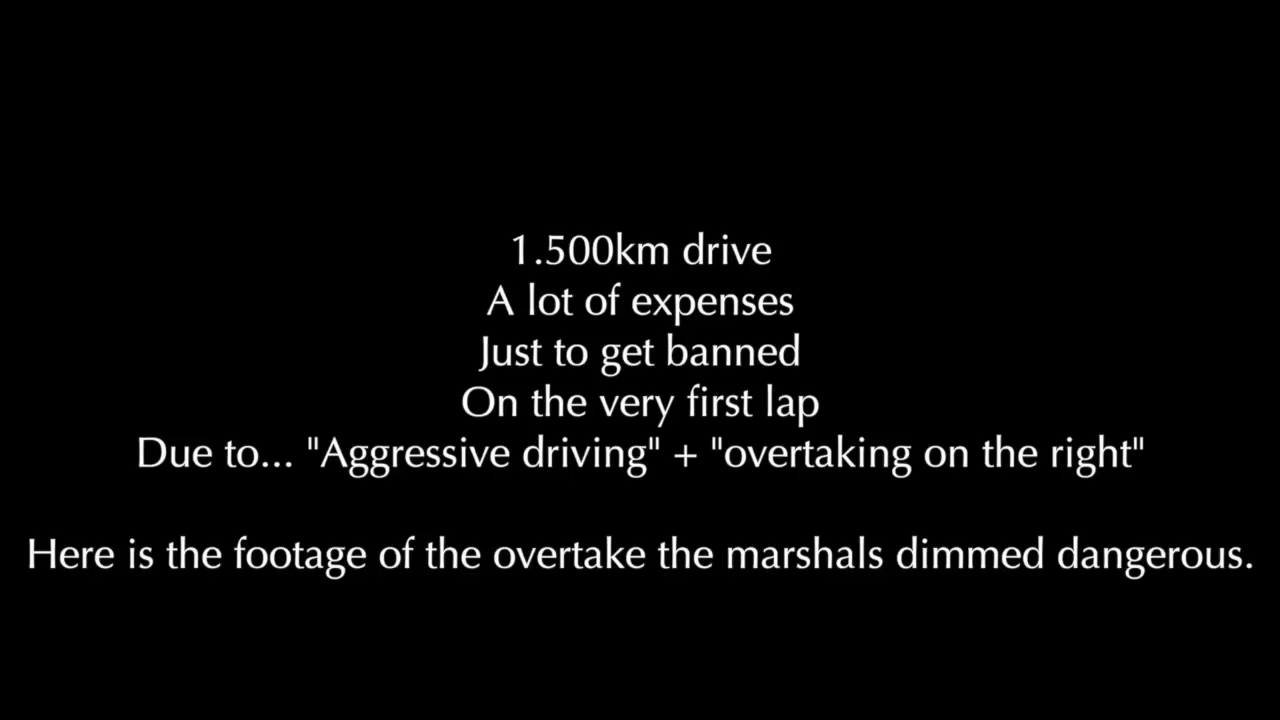 1.500km drive
A lot of expenses
Just to get banned
On the very first lap
Due to... "Aggressive driving" + "overtaking on the right"
Here is the footage of the overtake the marshals dimmed dangerous.